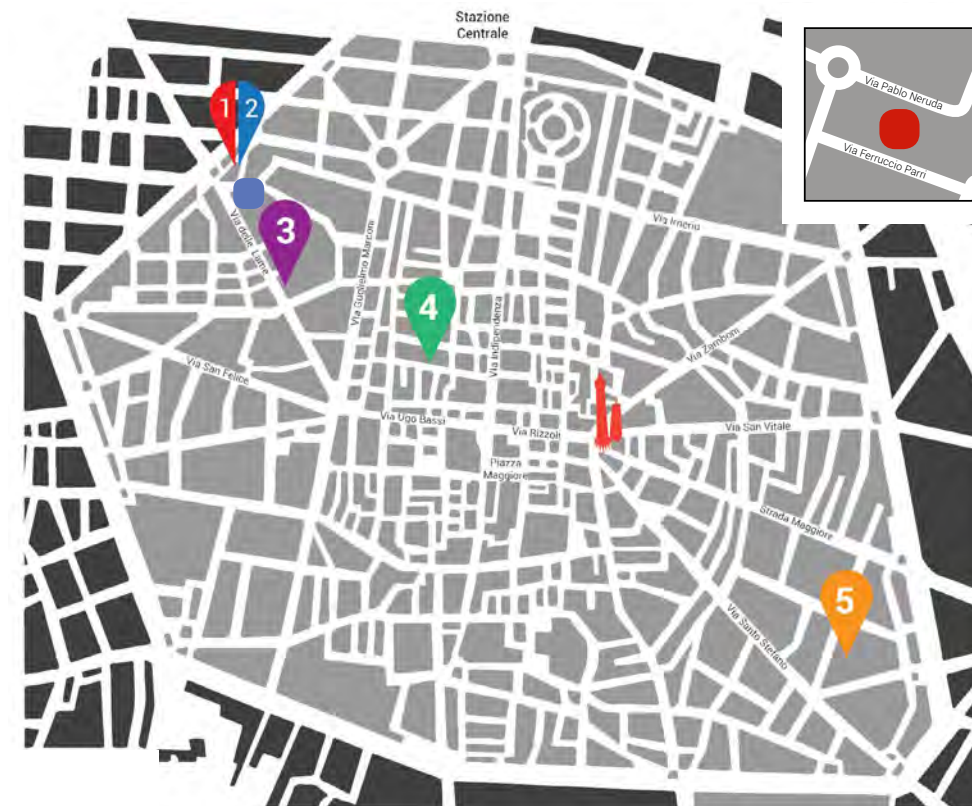 Stazione
Centrale
Via Pablo Neruda
Via Ferruccio Parri
1
2
3
4
5
Via delle Lame
Via Guglielmo Marconi
Via Indipendenza
Via Irnerio
Via Zamboni
Via San Felice
Via Ugo Bassi
Via Rizzoli
Via San Vitale
Piazza
Maggiore
Strada Maggiore
Via Santo Stefano